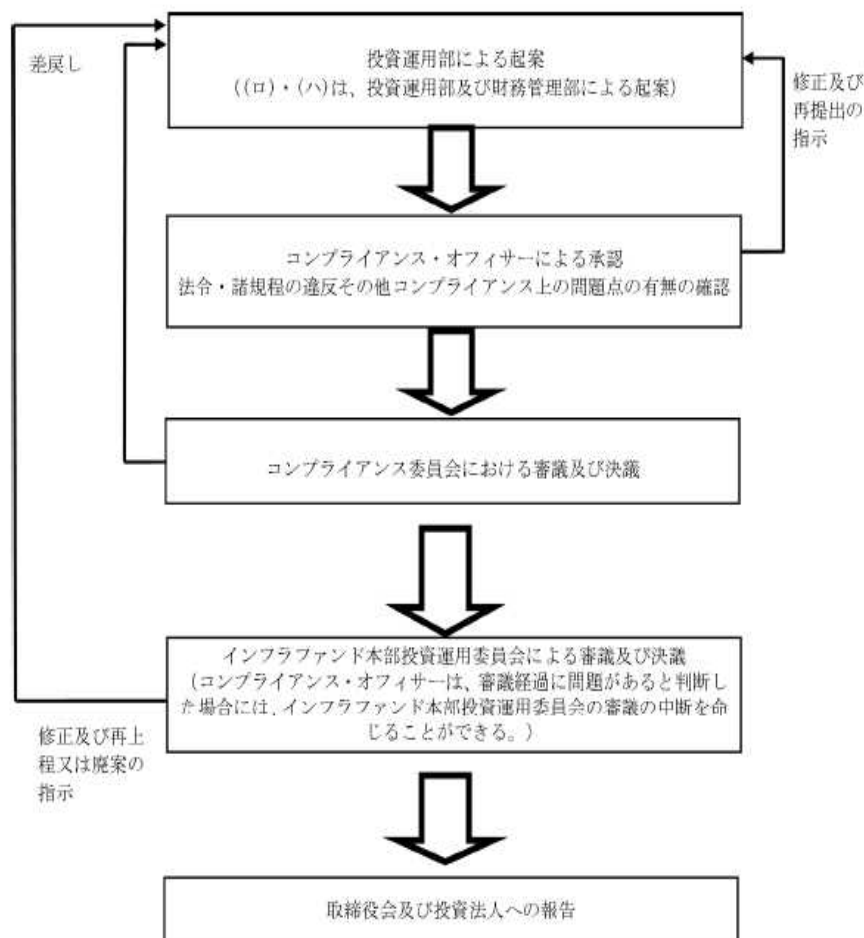 差戻し
投資運用部による起案
((ロ)・(ハ)は、投資運用部及び財務管理部による起案)
修正及び
再提出の
指示
コンプライアンス・オフィサーによる承認
法令・諸規程の違反その他コンプライアンス上の問題点の有無の確認
コンプライアンス委員会における審議及び決議
インフラファンド本部投資運用委員会による審議及び決議
(コンプライアンス・オフィサーは、審議経過に問題があると判断し
た場合には、インフラファンド本部投資運用委員会の審議の中断を命
じることができる。)
修正及び再上
程又は廃案の
指示
取締役会及び投資法人への報告